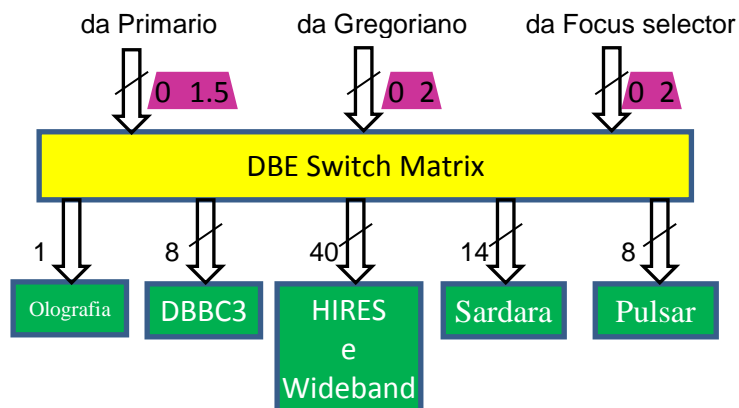 da Primario
da Gregoriano
da Focus selector
0 1.5
0 2
0 2
DBE Switch Matrix
1
8
40
14
8
Olografia
DBBC3
HIRES
e
Wideband
Sardara
Pulsar